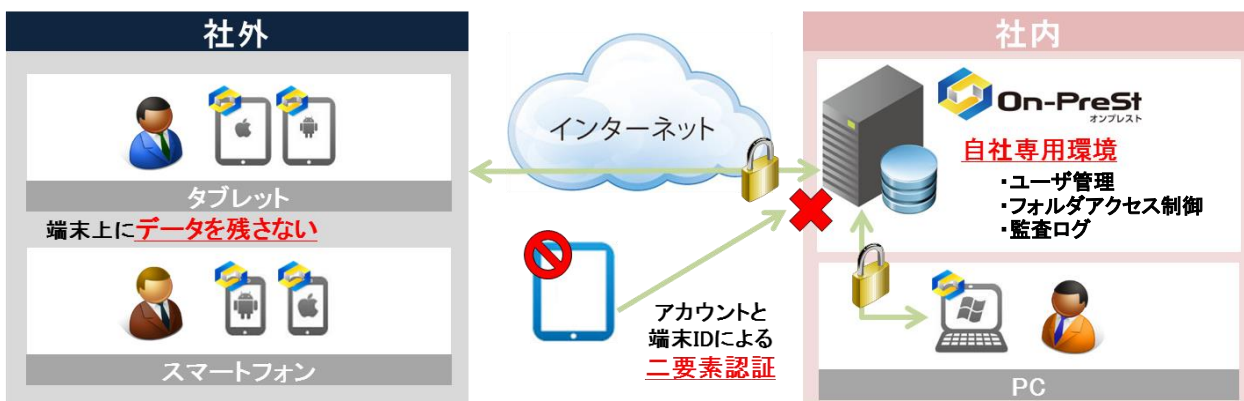 社外
タブレット
端末上にデータを残さない
スマートフォン
インターネット
アカウントと
端末IDによる
二要素認証
社内
On-PreSt
オンプレスト
自社専用環境
・ユーザ管理
・フォルダアクセス制御
・監査ログ
PC